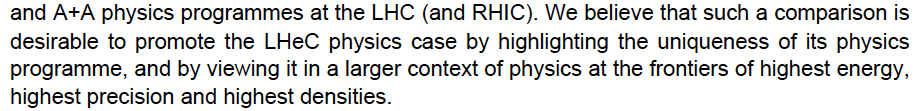 and A+A physics programmes at the LHC (and RHIC). We believe that such a comparison is
desirable to promote the LHeC physics case by highlighting the uniqueness of its physics
programme, and by viewing it in a larger context of physics at the frontiers of highest energy,
highest precision and highest densities.